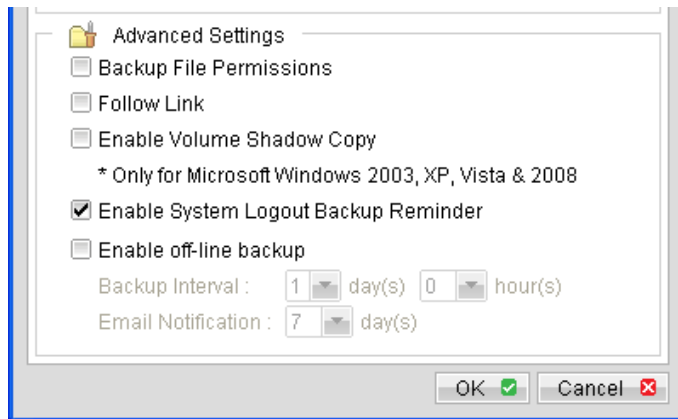 Advanced Settings
Backup File Permissions
Follow Link
Enable Volume Shadow Copy
* Only for Microsoft Windows 2003, XP, Vista & 2008
Enable System Logout Backup Reminder
Enable off-line backup
Backup Interval : 1 day(s) 0 hour(s)
Email Notification : 7 day(s)
OK Cancel